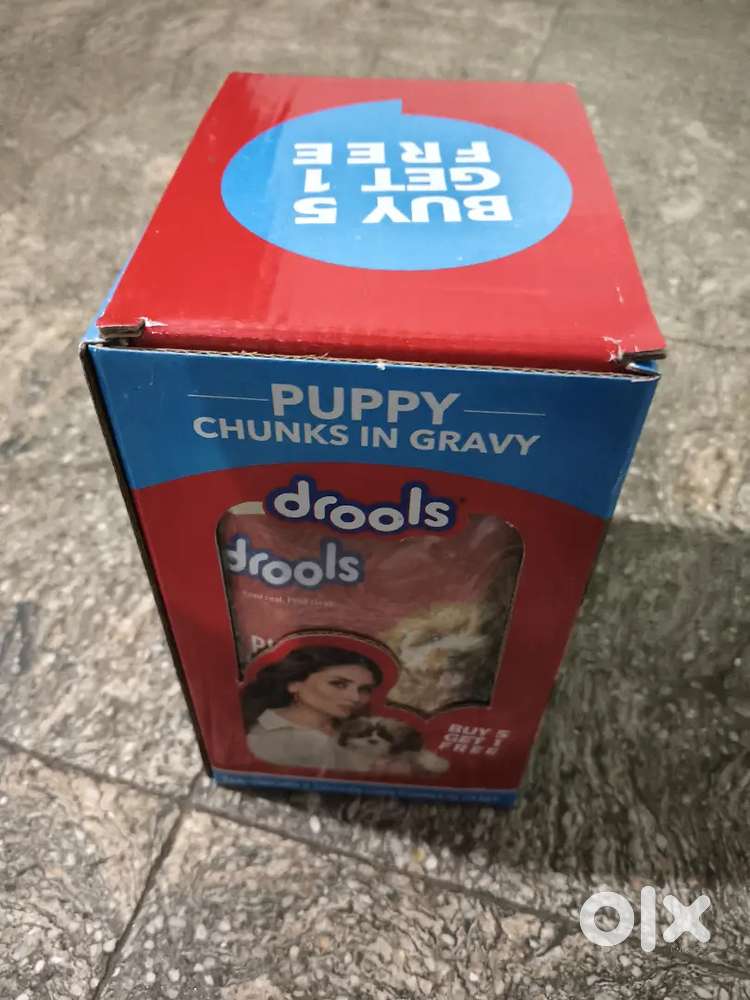 BUY 5
GET 1
FREE
PUPPY
CHUNKS IN GRAVY
drools
drools
BUY 5
GET 1
FREE
olx